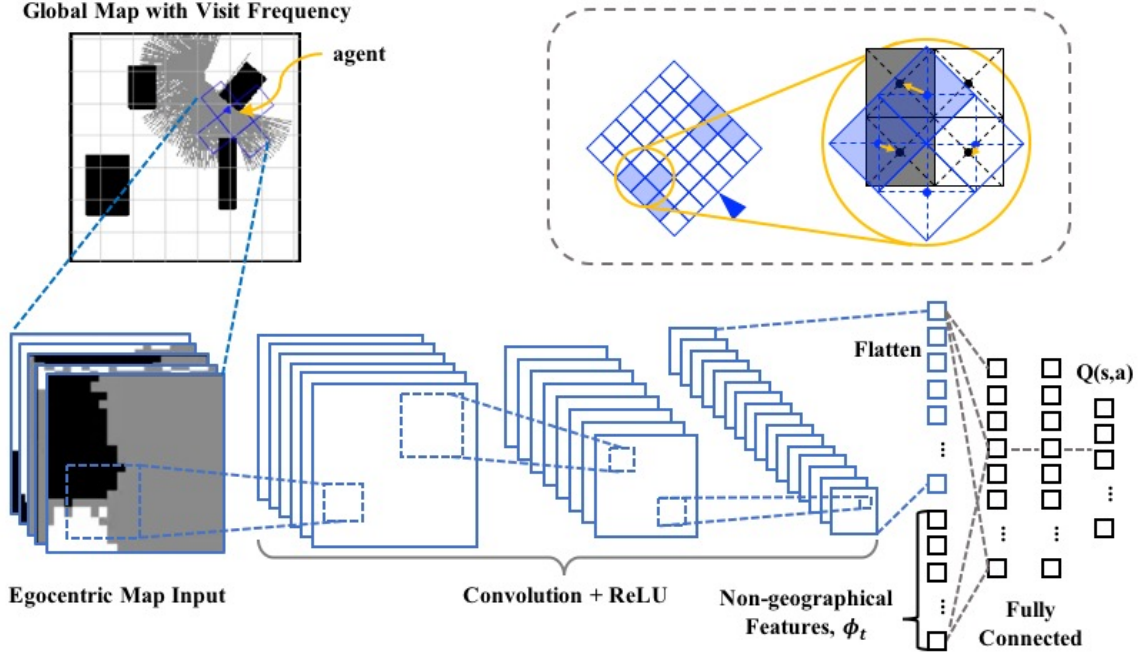 Global Map with Visit Frequency
agent
Flatten
Q(s,a)
...
...
...
...
...
Egocentric Map Input
Convolution + ReLU
Non-geographical
Features, ϕₜ
Fully
Connected